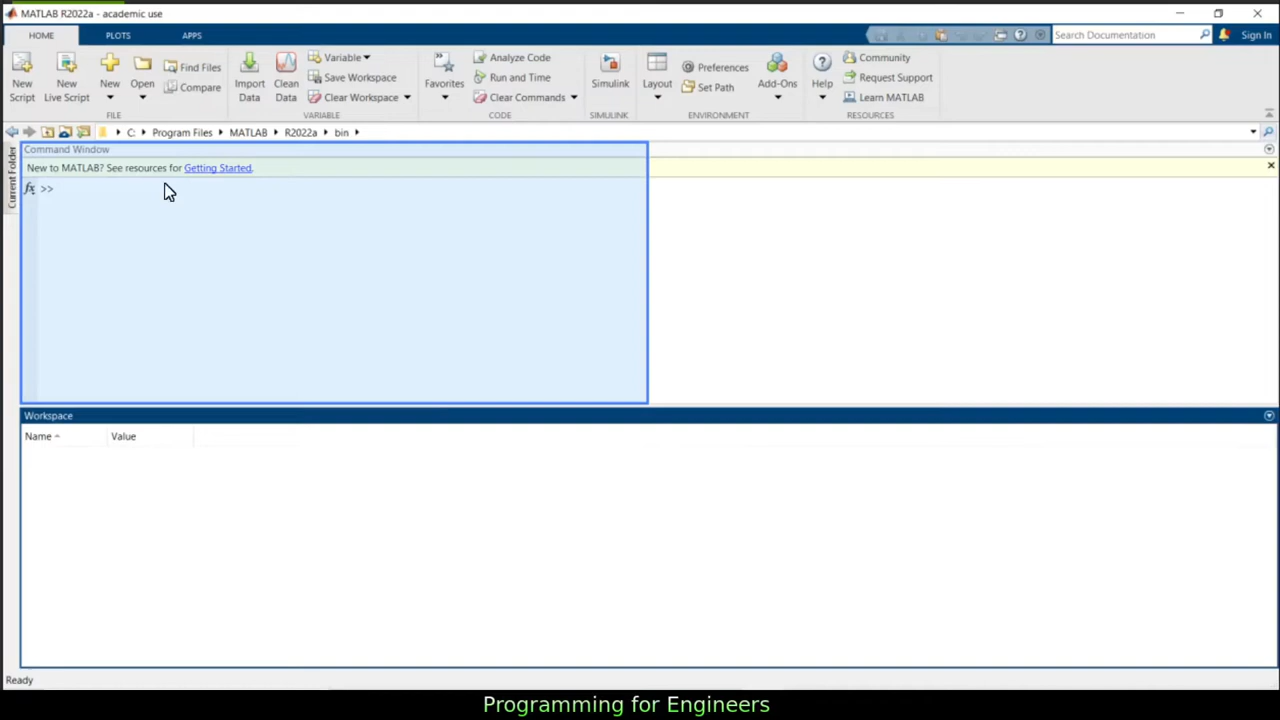 MATLAB R2022a - academic use
HOME PLOTS APPS
Search Documentation Sign In
New Script
New Live Script
New
Open
Find Files
Compare
FILE
Import Data
Clean Data
Variable
Save Workspace
Clear Workspace
VARIABLE
Favorites
Analyze Code
Run and Time
Clear Commands
CODE
Simulink
SIMULINK
Layout
Preferences
Set Path
Add-Ons
ENVIRONMENT
Help
Community
Request Support
Learn MATLAB
RESOURCES
C: Program Files MATLAB R2022a bin
Current Folder
Command Window
New to MATLAB? See resources for Getting Started.
fx >>
Workspace
Name Value
Ready
Programming for Engineers